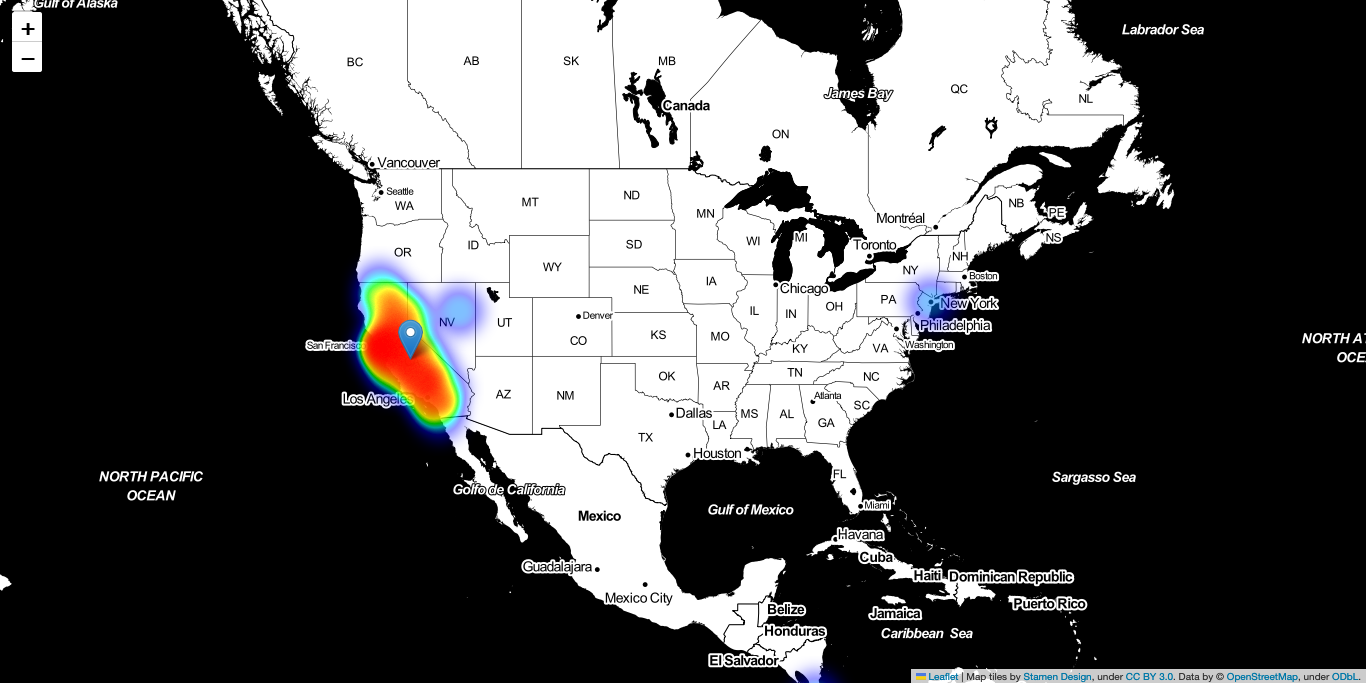 Gulf of Alaska
+
−
Labrador Sea
BC
AB
SK
MB
Canada
James Bay
QC
NL
ON
Vancouver
Seattle
WA
MT
ND
MN
NB
PE
NS
Montréal
OR
ID
SD
WI
MI
Toronto
NH
WY
NY
Boston
IA
NE
Chicago
PA
New York
NV
UT
Denver
IL
IN
OH
Philadelphia
San Francisc
CO
KS
MO
KY
VA
Washington
NORTH AT
OCE
Los Angeles
AZ
NM
OK
AR
TN
NC
Atlanta
SC
Dallas
LA
MS
AL
GA
TX
Houston
FL
NORTH PACIFIC
OCEAN
Golfo de California
Sargasso Sea
Miami
Gulf of Mexico
Mexico
Havana
Cuba
Guadalajara
Haiti
Dominican Republic
Mexico City
Puerto Rico
Belize
Jamaica
Honduras
Caribbean Sea
El Salvador
Leaflet | Map tiles by Stamen Design, under CC BY 3.0. Data by © OpenStreetMap, under ODbL.